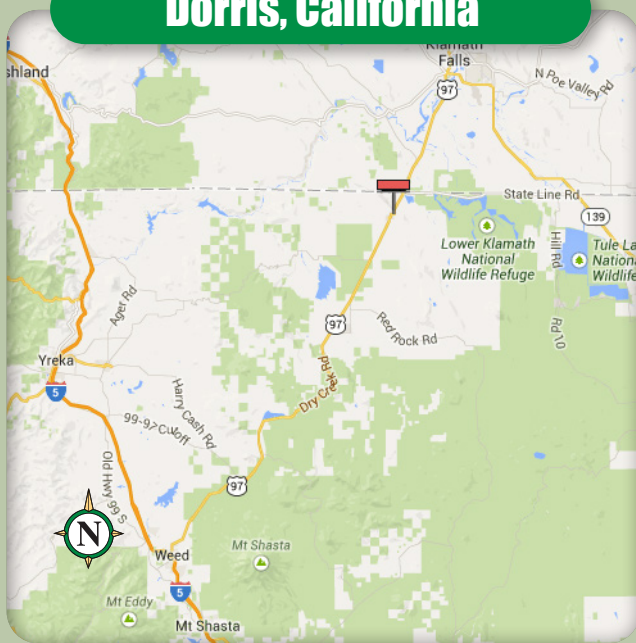 Dorris, California
shland
Klamath
Falls
97
N Poe Valley Rd
State Line Rd
139
Lower Klamath
National
Wildlife Refuge
Hill Rd
Tule La
Nationa
Wildlife
Ager Rd
97
Red Rock Rd
Rd 10
Yreka
5
Dry Creek Rd
Harry Cash Rd
99-97 Cutoff
97
Old Hwy 99 S
N
Weed
Mt Shasta
5
Mt Eddy
Mt Shasta